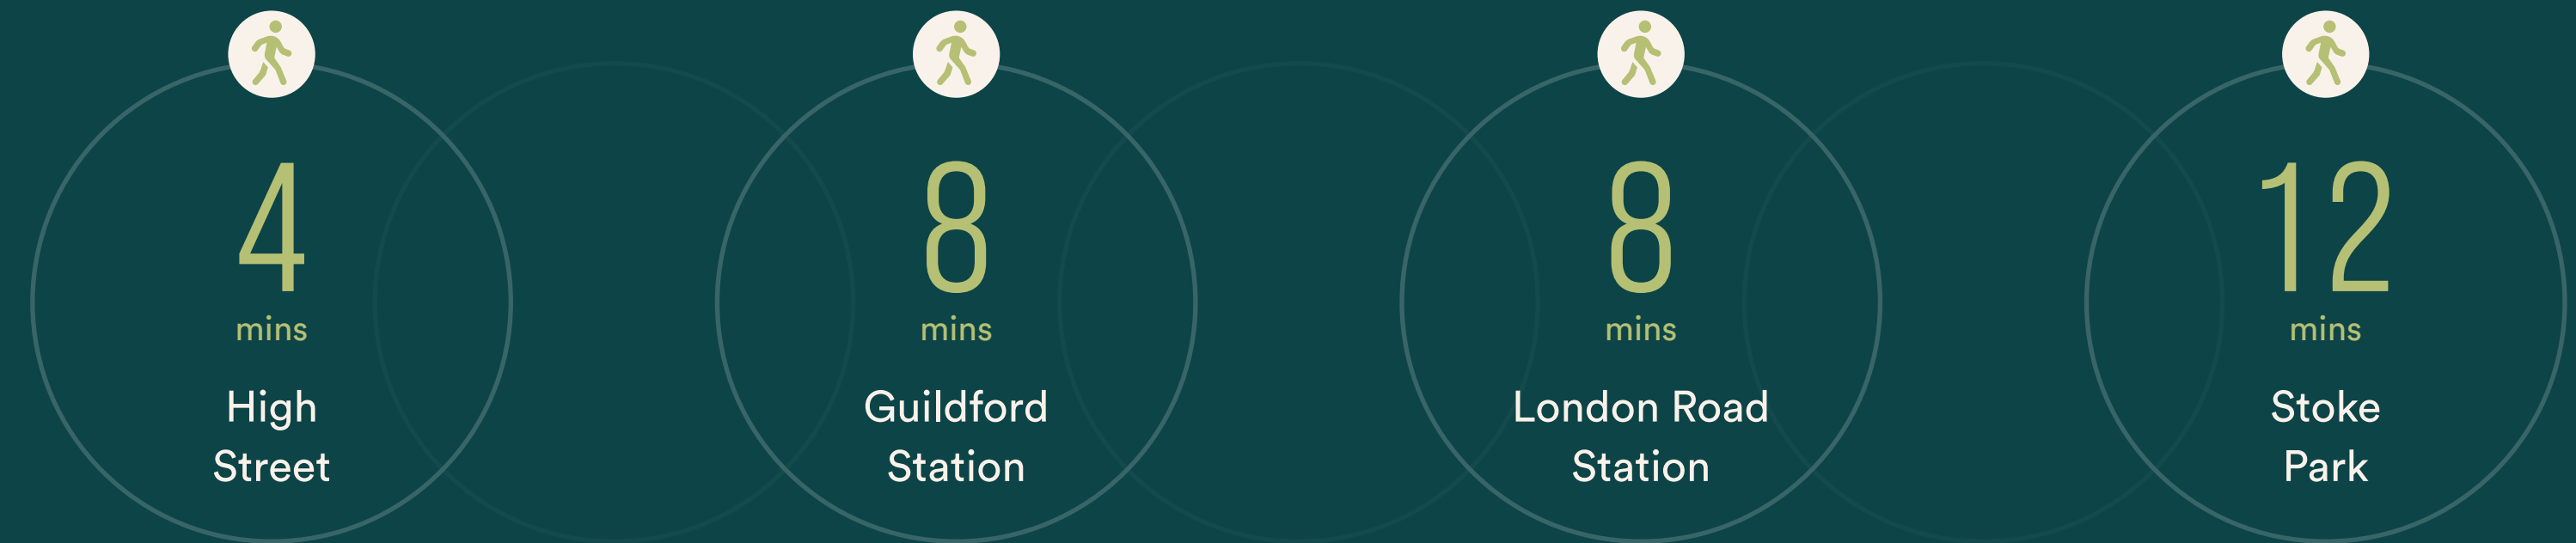 4
mins
High
Street
8
mins
Guildford
Station
8
mins
London Road
Station
12
mins
Stoke
Park